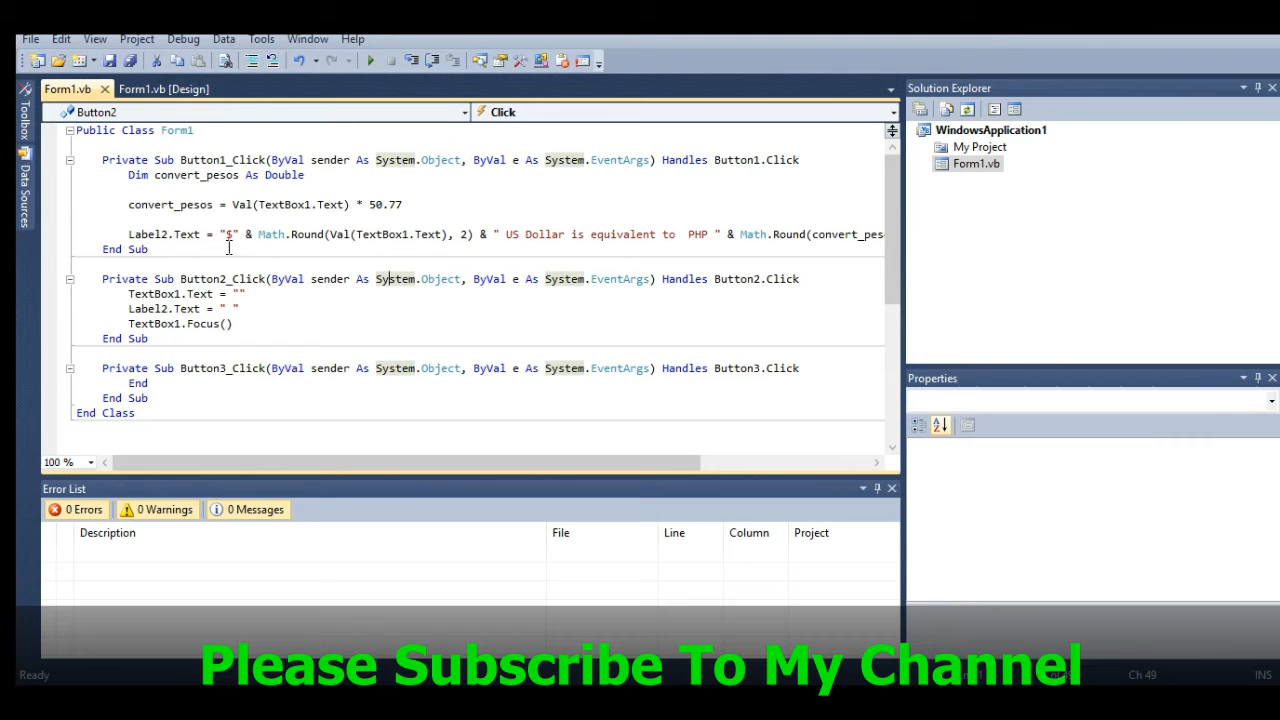 File Edit View Project Build Debug Data Tools Window Help
Form1.vb Form1.vb [Design]
Button2 Click
Toolbox
Data Sources
Public Class Form1
Private Sub Button1_Click(ByVal sender As System.Object, ByVal e As System.EventArgs) Handles Button1.Click
Dim convert_pesos As Double
convert_pesos = Val(TextBox1.Text) * 50.77
Label2.Text = "$" & Math.Round(Val(TextBox1.Text), 2) & " US Dollar is equivalent to  PHP " & Math.Round(convert_peso
End Sub
Private Sub Button2_Click(ByVal sender As System.Object, ByVal e As System.EventArgs) Handles Button2.Click
TextBox1.Text = ""
Label2.Text = " "
TextBox1.Focus()
End Sub
Private Sub Button3_Click(ByVal sender As System.Object, ByVal e As System.EventArgs) Handles Button3.Click
End
End Sub
End Class
100 %
Solution Explorer
WindowsApplication1
My Project
Form1.vb
Properties
Error List
0 Errors 0 Warnings 0 Messages
Description File Line Column Project
Please Subscribe To My Channel
Ready Ch 49 INS